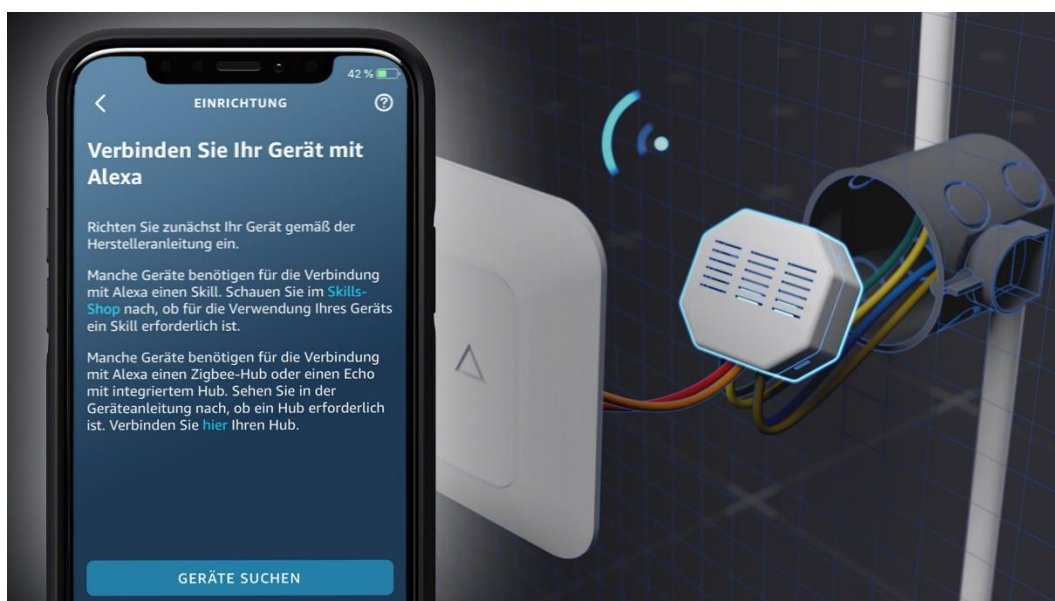 42 %
EINRICHTUNG
Verbinden Sie Ihr Gerät mit
Alexa
Richten Sie zunächst Ihr Gerät gemäß der
Herstelleranleitung ein.
Manche Geräte benötigen für die Verbindung
mit Alexa einen Skill. Schauen Sie im Skills-
Shop nach, ob für die Verwendung Ihres Geräts
ein Skill erforderlich ist.
Manche Geräte benötigen für die Verbindung
mit Alexa einen Zigbee-Hub oder einen Echo
mit integriertem Hub. Sehen Sie in der
Geräteanleitung nach, ob ein Hub erforderlich
ist. Verbinden Sie hier Ihren Hub.
GERÄTE SUCHEN